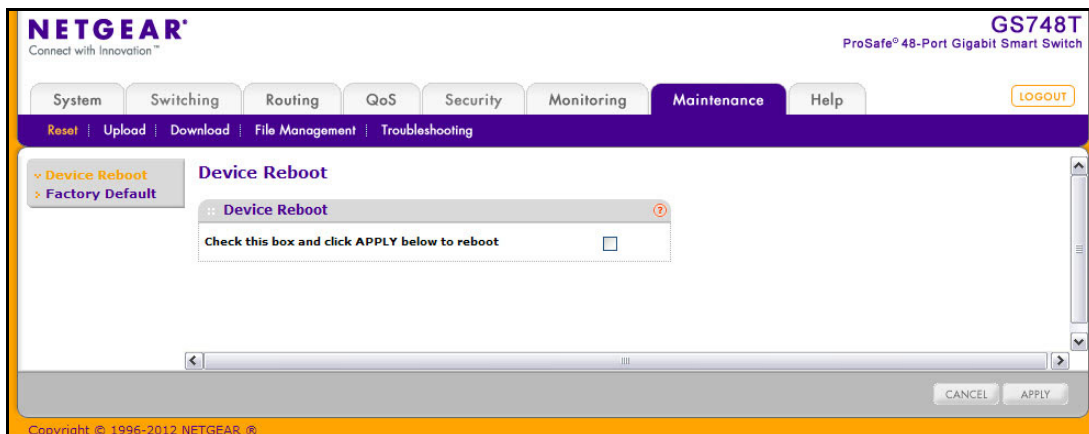 NETGEAR®
Connect with Innovation™
GS748T
ProSafe® 48-Port Gigabit Smart Switch
System Switching Routing QoS Security Monitoring Maintenance Help LOGOUT
Reset | Upload | Download | File Management | Troubleshooting
Device Reboot
Factory Default
Device Reboot
Device Reboot ?
Check this box and click APPLY below to reboot
CANCEL APPLY
Copyright © 1996-2012 NETGEAR ®